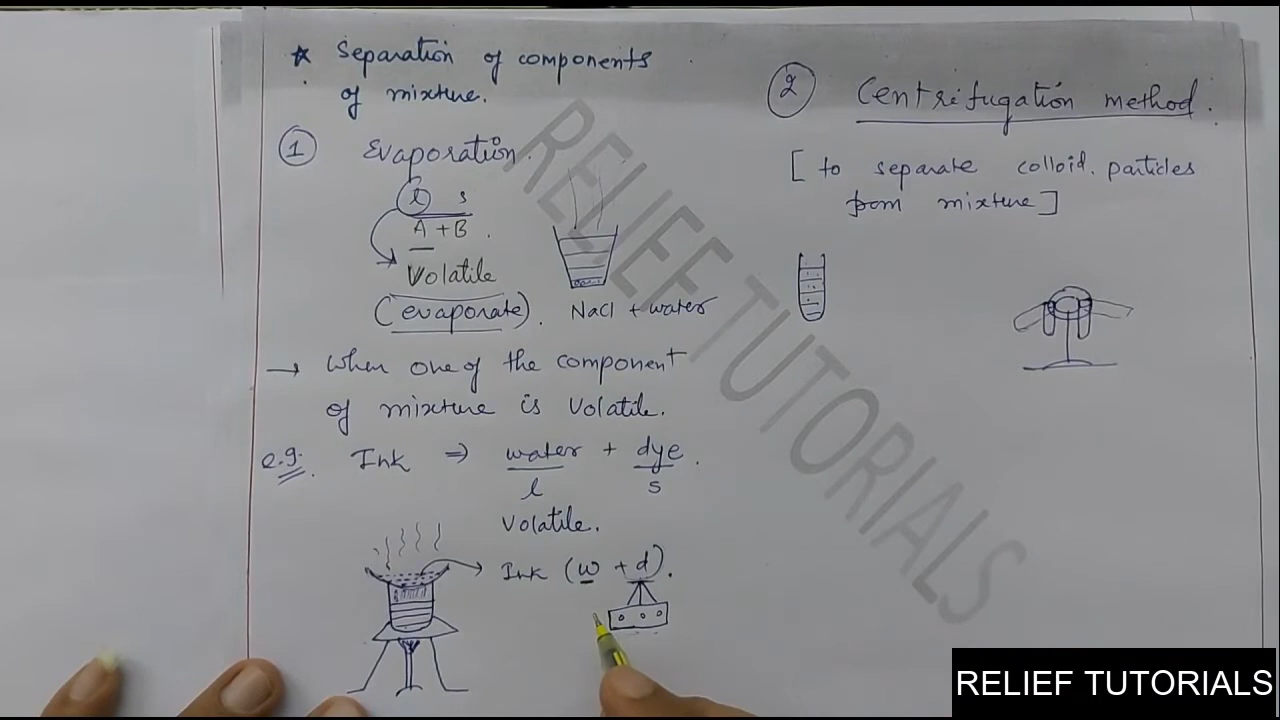 * Separation of components
of mixture.
1 Evaporation.
l s
A + B.
Volatile
(evaporate).
NaCl + water
→ When one of the component
of mixture is Volatile.
e.g. Ink ⇒ water + dye.
l s
Volatile.
Ink (w + d).
2 Centrifugation method.
[to separate colloid particles
from mixture]
RELIEF TUTORIALS
RELIEF TUTORIALS